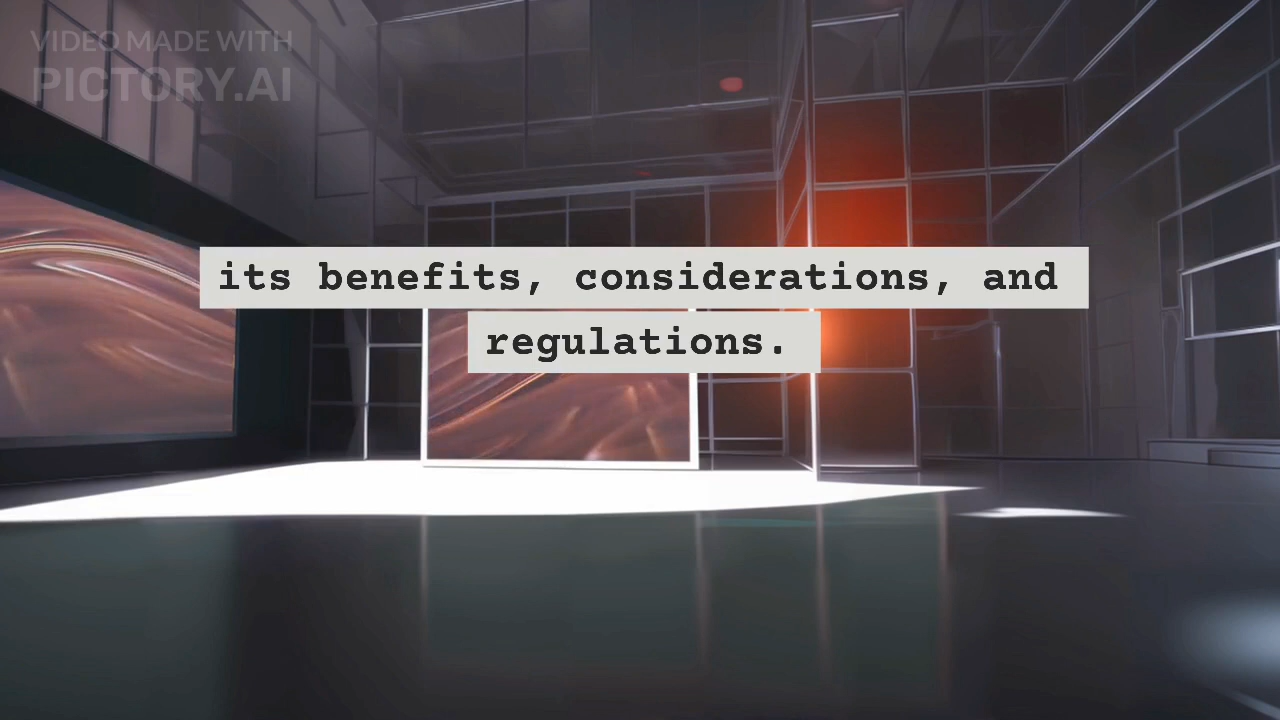 VIDEO MADE WITH
PICTORY.AI
its benefits, considerations, and
regulations.